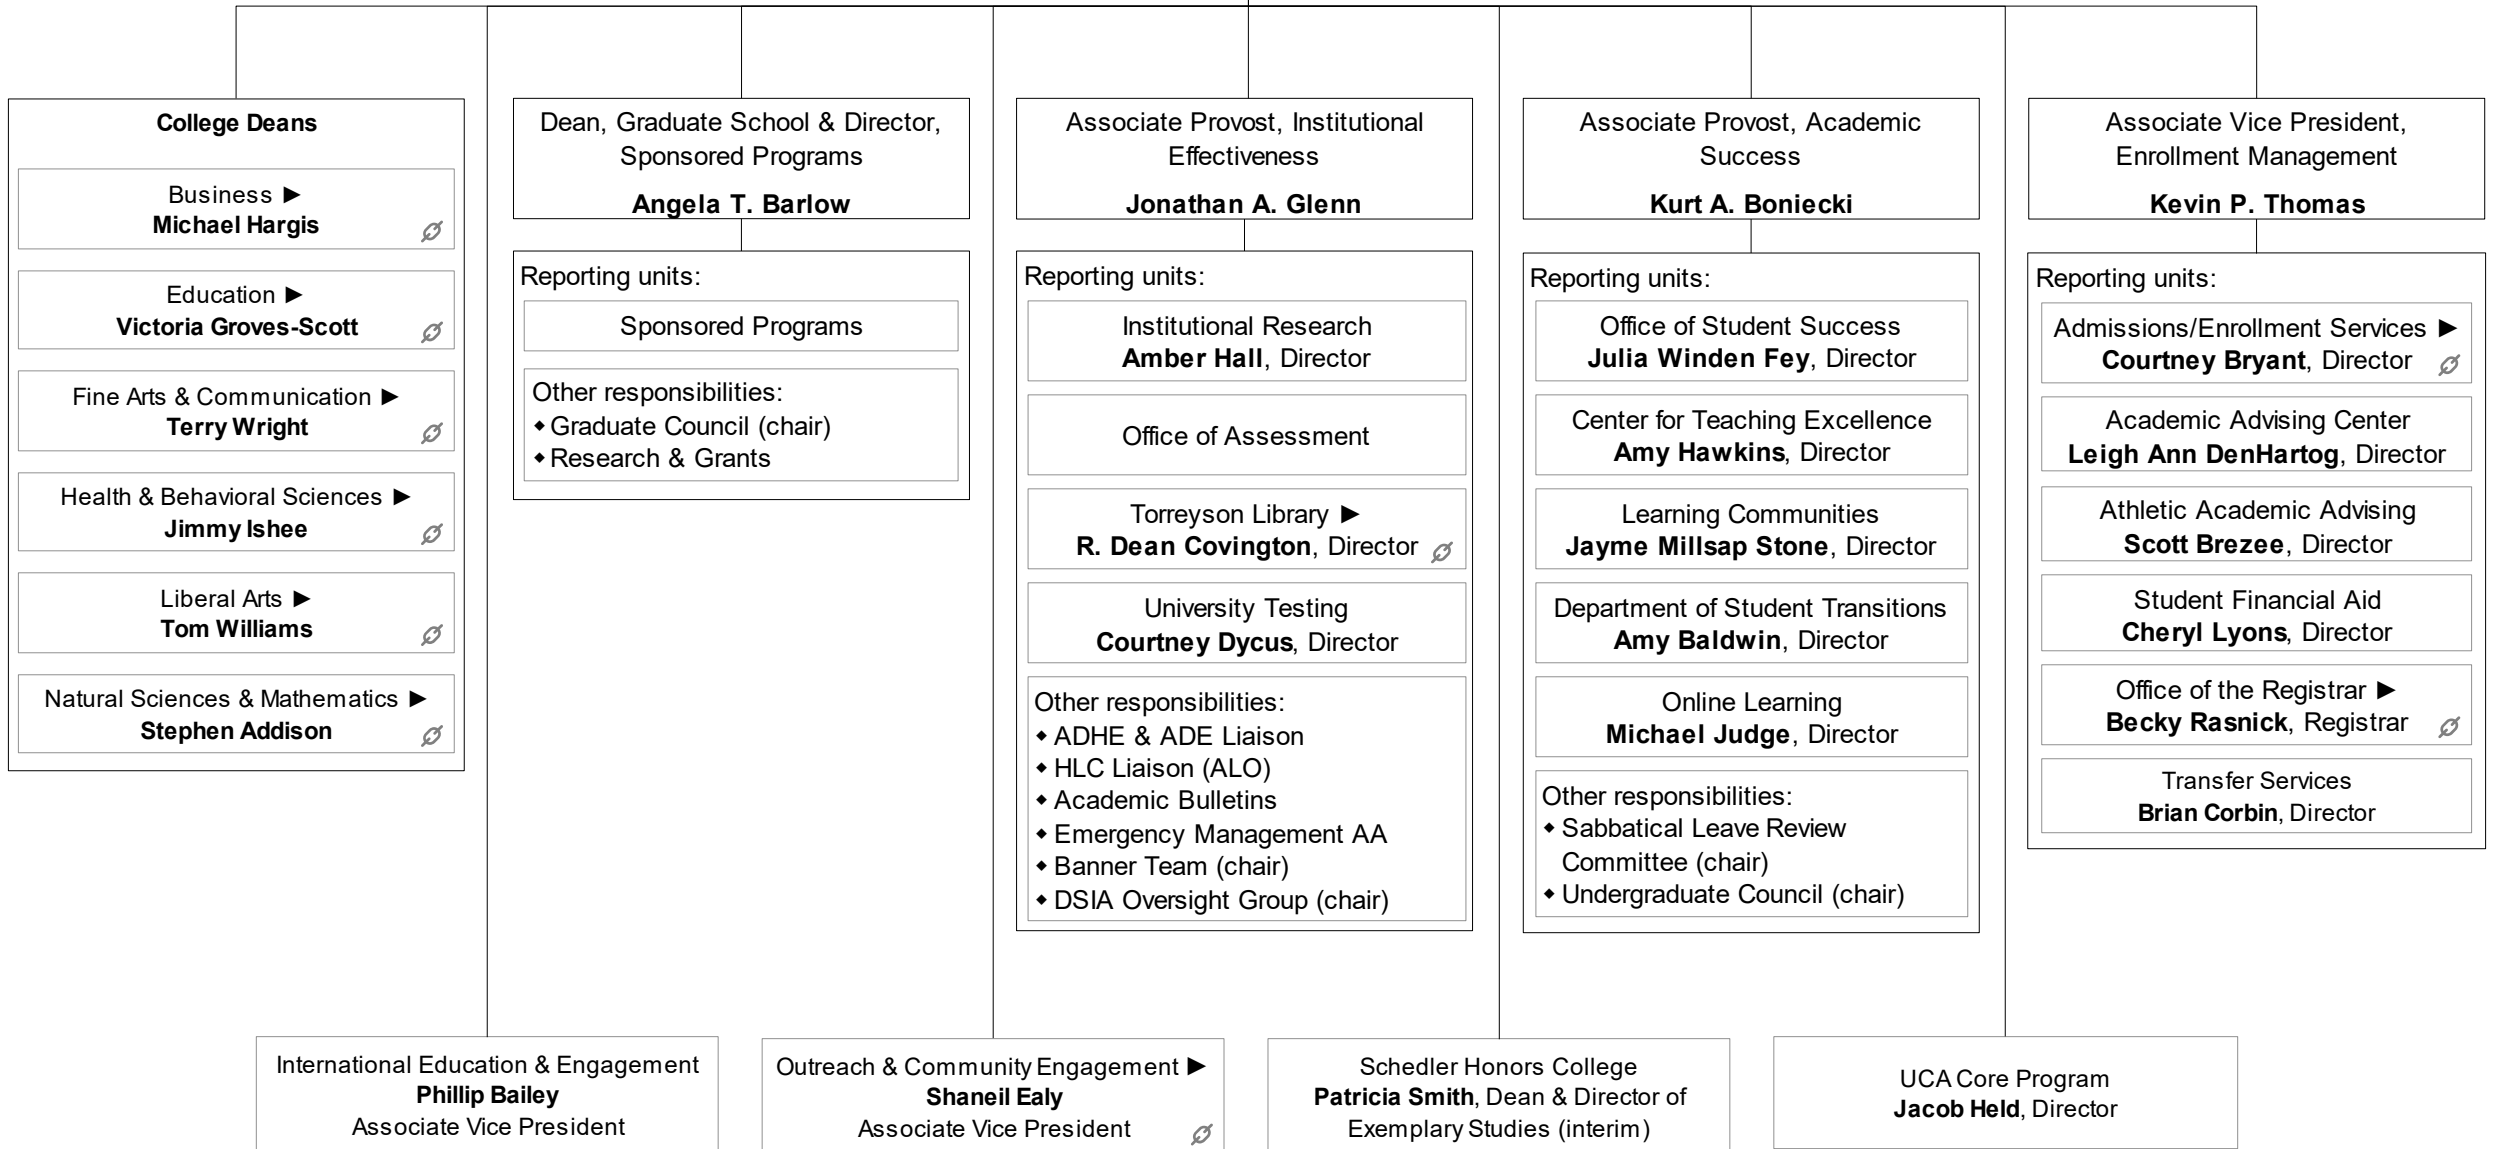 College Deans
Business ►
Michael Hargis
Education ►
Victoria Groves-Scott
Fine Arts & Communication ►
Terry Wright
Health & Behavioral Sciences ►
Jimmy Ishee
Liberal Arts ►
Tom Williams
Natural Sciences & Mathematics ►
Stephen Addison
Dean, Graduate School & Director,
Sponsored Programs
Angela T. Barlow
Reporting units:
Sponsored Programs
Other responsibilities:
◆ Graduate Council (chair)
◆ Research & Grants
Associate Provost, Institutional
Effectiveness
Jonathan A. Glenn
Reporting units:
Institutional Research
Amber Hall, Director
Office of Assessment
Torreyson Library ►
R. Dean Covington, Director
University Testing
Courtney Dycus, Director
Other responsibilities:
◆ ADHE & ADE Liaison
◆ HLC Liaison (ALO)
◆ Academic Bulletins
◆ Emergency Management AA
◆ Banner Team (chair)
◆ DSIA Oversight Group (chair)
Associate Provost, Academic
Success
Kurt A. Boniecki
Reporting units:
Office of Student Success
Julia Winden Fey, Director
Center for Teaching Excellence
Amy Hawkins, Director
Learning Communities
Jayme Millsap Stone, Director
Department of Student Transitions
Amy Baldwin, Director
Online Learning
Michael Judge, Director
Other responsibilities:
◆ Sabbatical Leave Review
Committee (chair)
◆ Undergraduate Council (chair)
Associate Vice President,
Enrollment Management
Kevin P. Thomas
Reporting units:
Admissions/Enrollment Services ►
Courtney Bryant, Director
Academic Advising Center
Leigh Ann DenHartog, Director
Athletic Academic Advising
Scott Brezee, Director
Student Financial Aid
Cheryl Lyons, Director
Office of the Registrar ►
Becky Rasnick, Registrar
Transfer Services
Brian Corbin, Director
International Education & Engagement
Phillip Bailey
Associate Vice President
Outreach & Community Engagement ►
Shaneil Ealy
Associate Vice President
Schedler Honors College
Patricia Smith, Dean & Director of
Exemplary Studies (interim)
UCA Core Program
Jacob Held, Director